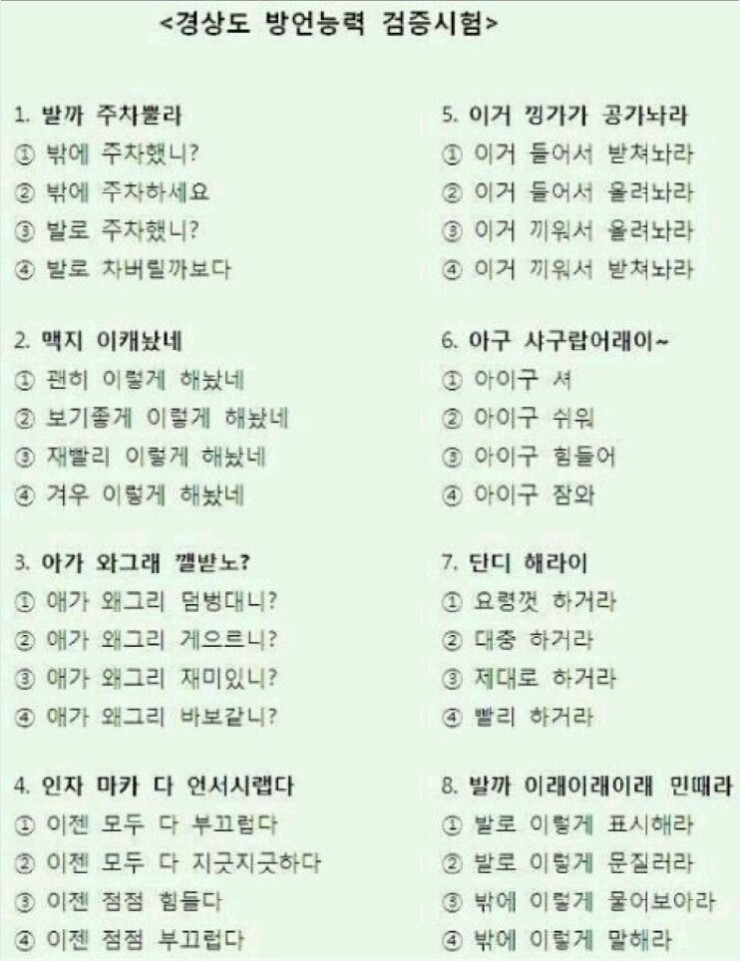 <경상도 방언능력 검증시험>
1. 발까 주차뿔라
① 밖에 주차했니?
② 밖에 주차하세요
③ 발로 주차했니?
④ 발로 차버릴까보다
2. 맥지 이캐놨네
① 괜히 이렇게 해놨네
② 보기좋게 이렇게 해놨네
③ 재빨리 이렇게 해놨네
④ 겨우 이렇게 해놨네
3. 아가 와그래 깰받노?
① 애가 왜그리 덤벙대니?
② 애가 왜그리 게으르니?
③ 애가 왜그리 재미있니?
④ 애가 왜그리 바보같니?
4. 인자 마카 다 언서시랩다
① 이젠 모두 다 부끄럽다
② 이젠 모두 다 지긋지긋하다
③ 이젠 점점 힘들다
④ 이젠 점점 부끄럽다
5. 이거 낑가가 공가놔라
① 이거 들어서 받쳐놔라
② 이거 들어서 올려놔라
③ 이거 끼워서 올려놔라
④ 이거 끼워서 받쳐놔라
6. 아구 샤구랍어래이~
① 아이구 셔
② 아이구 쉬워
③ 아이구 힘들어
④ 아이구 잠와
7. 단디 해라이
① 요령껏 하거라
② 대충 하거라
③ 제대로 하거라
④ 빨리 하거라
8. 발까 이래이래이래 민때라
① 발로 이렇게 표시해라
② 발로 이렇게 문질러라
③ 밖에 이렇게 물어보아라
④ 밖에 이렇게 말해라